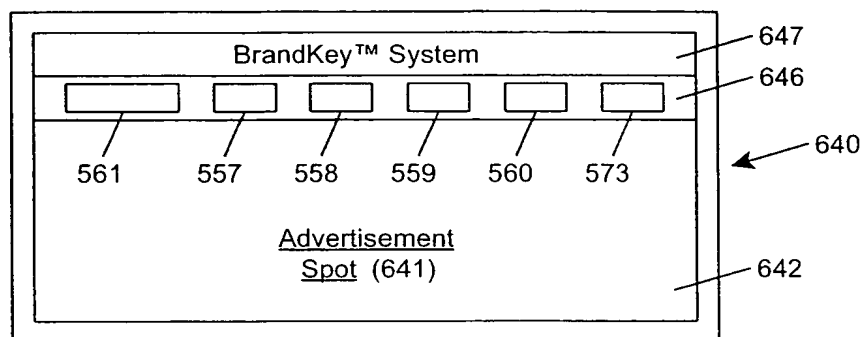 BrandKey™ System
647
646
561 557 558 559 560 573
640
Advertisement
Spot (641)
642